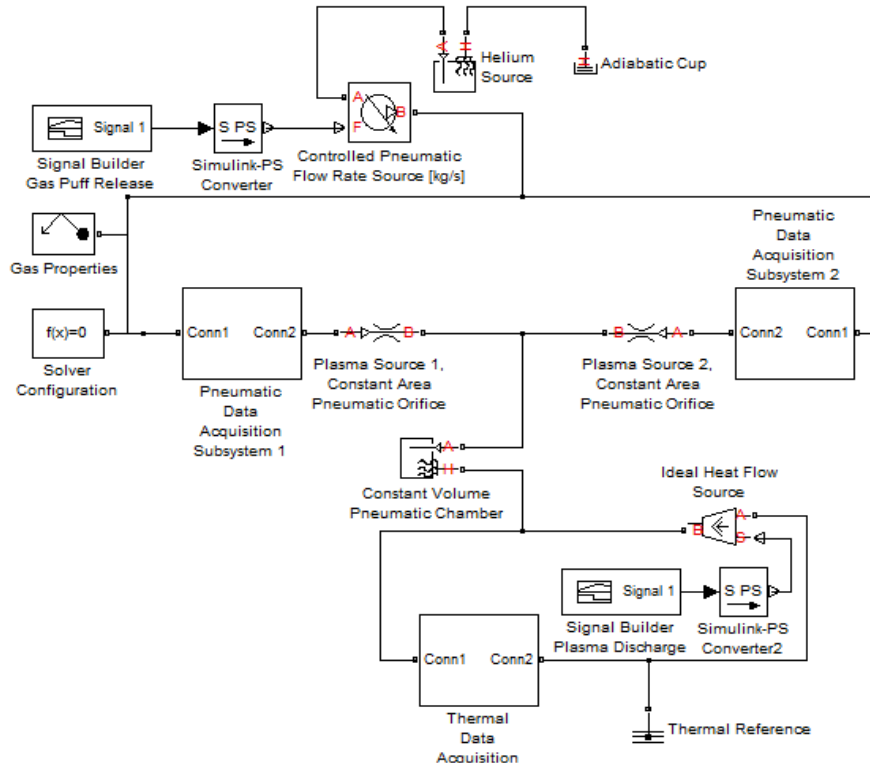 A
H
Helium
Source
H
Adiabatic Cup
A
B
F
Signal 1
S PS
Signal Builder
Gas Puff Release
Simulink-PS
Converter
Controlled Pneumatic
Flow Rate Source [kg/s]
Gas Properties
Pneumatic
Data
Acquisition
Subsystem 2
f(x)=0
Solver
Configuration
Conn1
Conn2
Pneumatic
Data
Acquisition
Subsystem 1
A
B
Plasma Source 1,
Constant Area
Pneumatic Orifice
B
A
Plasma Source 2,
Constant Area
Pneumatic Orifice
Conn2
Conn1
A
H
Constant Volume
Pneumatic Chamber
Ideal Heat Flow
Source
B
A
S
Signal 1
S PS
Signal Builder
Plasma Discharge
Simulink-PS
Converter2
Conn1
Conn2
Thermal
Data
Acquisition
Thermal Reference